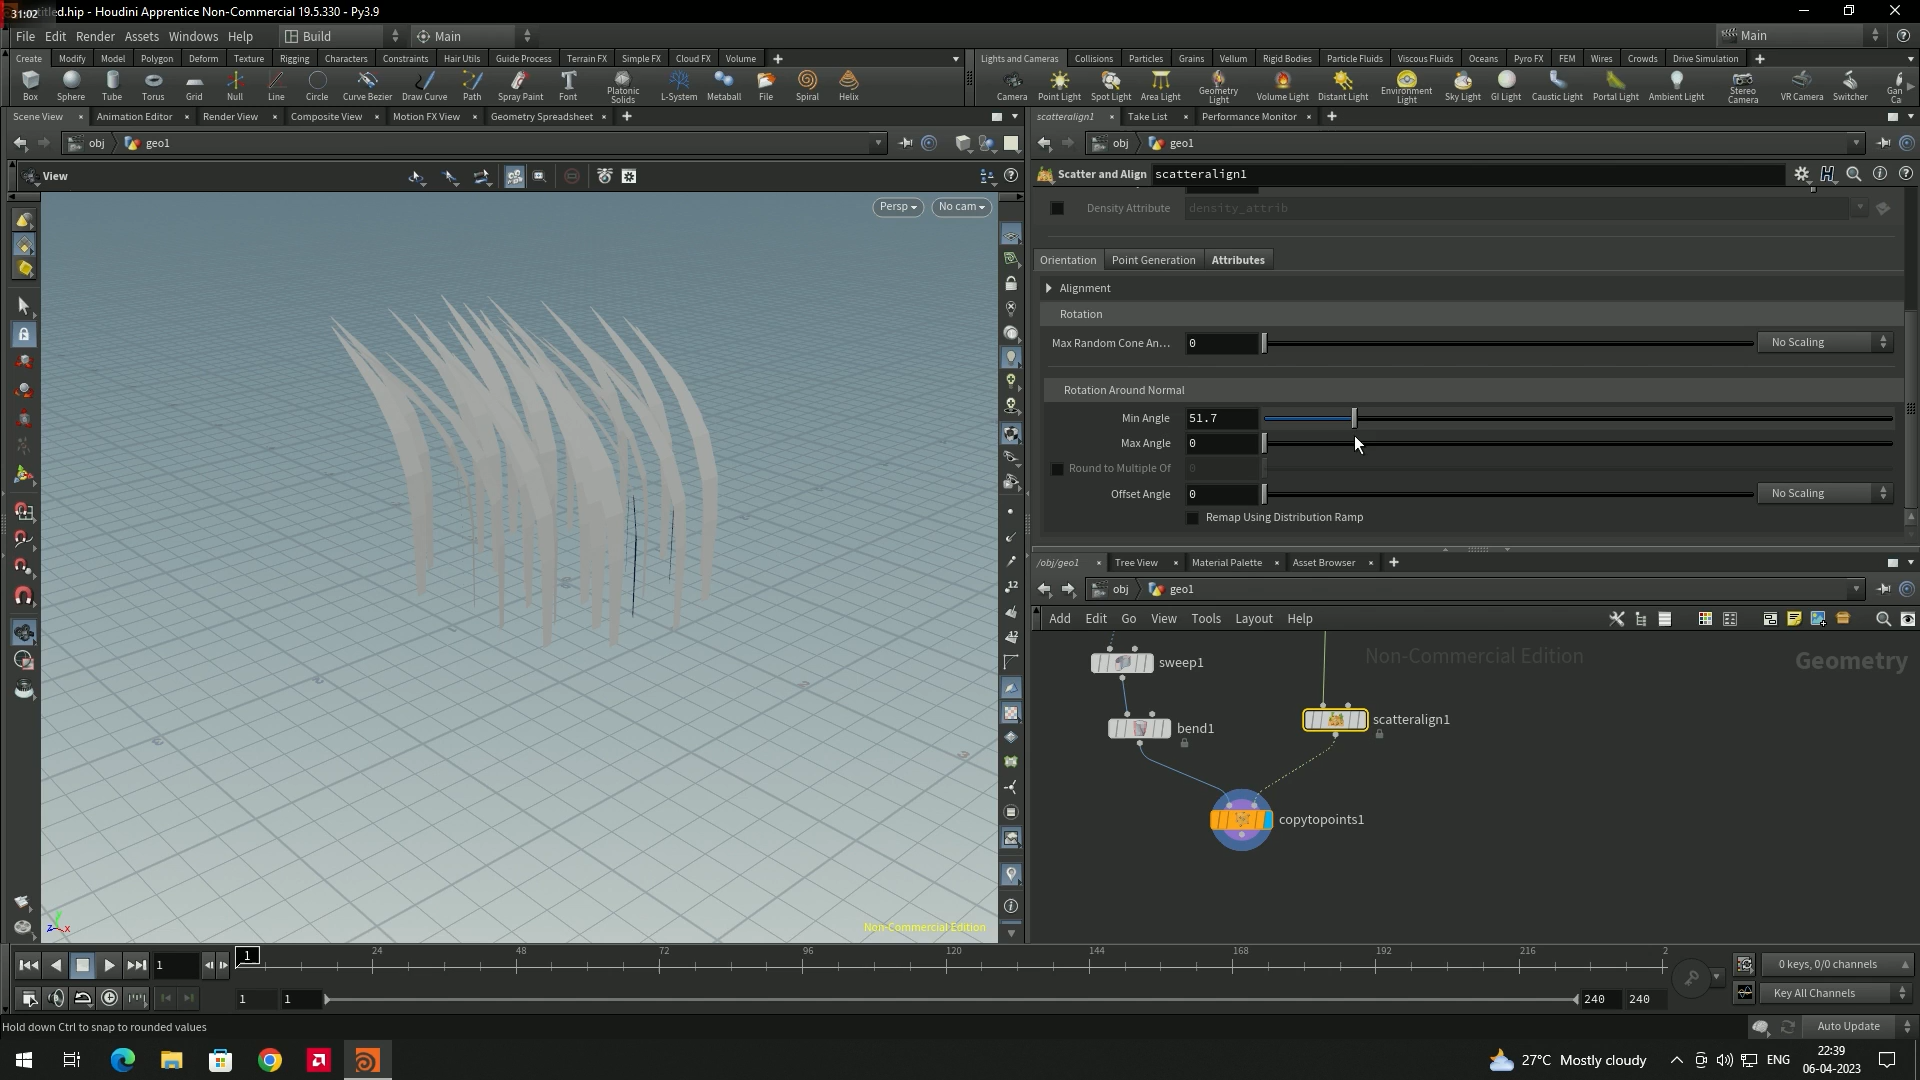 31:02 titled.hip - Houdini Apprentice Non-Commercial 19.5.330 - Py3.9
File Edit Render Assets Windows Help Build Main Main
Create Modify Model Polygon Deform Texture Rigging Characters Constraints Hair Utils Guide Process Terrain FX Simple FX Cloud FX Volume
Lights and Cameras Collisions Particles Grains Vellum Rigid Bodies Particle Fluids Viscous Fluids Oceans Pyro FX FEM Wires Crowds Drive Simulation
Box Sphere Tube Torus Grid Null Line Circle Curve Bezier Draw Curve Path Spray Paint Font Platonic Solids L-System Metaball File Spiral Helix
Camera Point Light Spot Light Area Light Geometry Light Volume Light Distant Light Environment Light Sky Light GI Light Caustic Light Portal Light Ambient Light Stereo Camera VR Camera Switcher Ga Ca
Scene View Animation Editor Render View Composite View Motion FX View Geometry Spreadsheet
scatteralign1 Take List Performance Monitor
obj geo1
obj geo1
View
Scatter and Align scatteralign1
Persp No cam
Density Attribute density_attrib
Orientation Point Generation Attributes
Alignment
Rotation
Max Random Cone An... 0 No Scaling
Rotation Around Normal
Min Angle 51.7
Max Angle 0
Round to Multiple Of 0
Offset Angle 0 No Scaling
Remap Using Distribution Ramp
/obj/geo1 Tree View Material Palette Asset Browser
obj geo1
Add Edit Go View Tools Layout Help
Non-Commercial Edition Geometry
sweep1
scatteralign1
bend1
copytopoints1
12
12
Non-Commercial Edition
z x
1 1 24 48 72 96 120 144 168 192 216 2
0 keys, 0/0 channels
1 1 240 240
Key All Channels
Hold down Ctrl to snap to rounded values
Auto Update
27°C Mostly cloudy ENG 22:39
06-04-2023